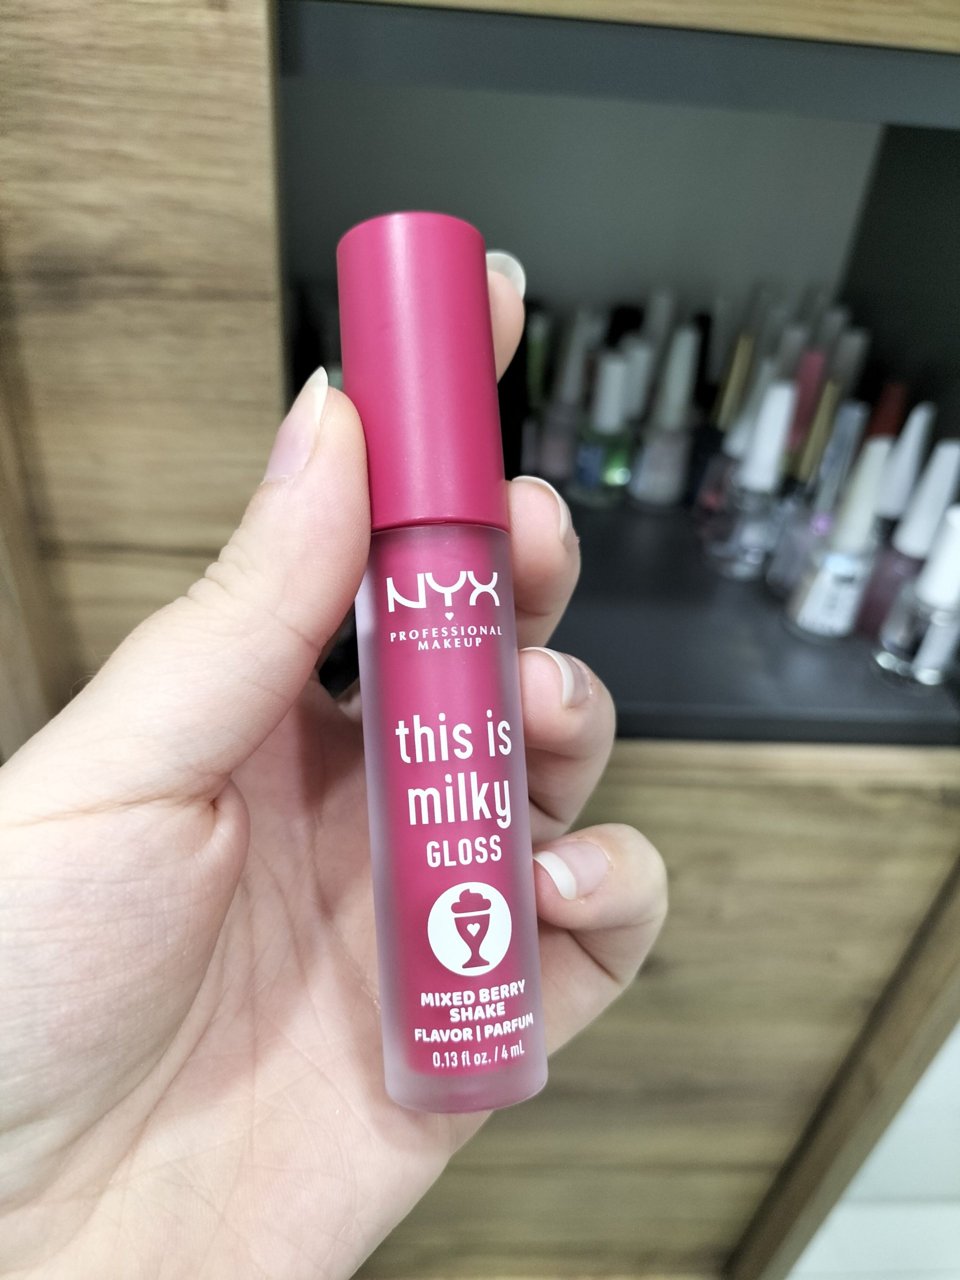 NYX
PROFESSIONAL
MAKEUP
this is
milky
GLOSS
MIXED BERRY
SHAKE
FLAVOR | PARFUM
0.13 fl oz. / 4 mL